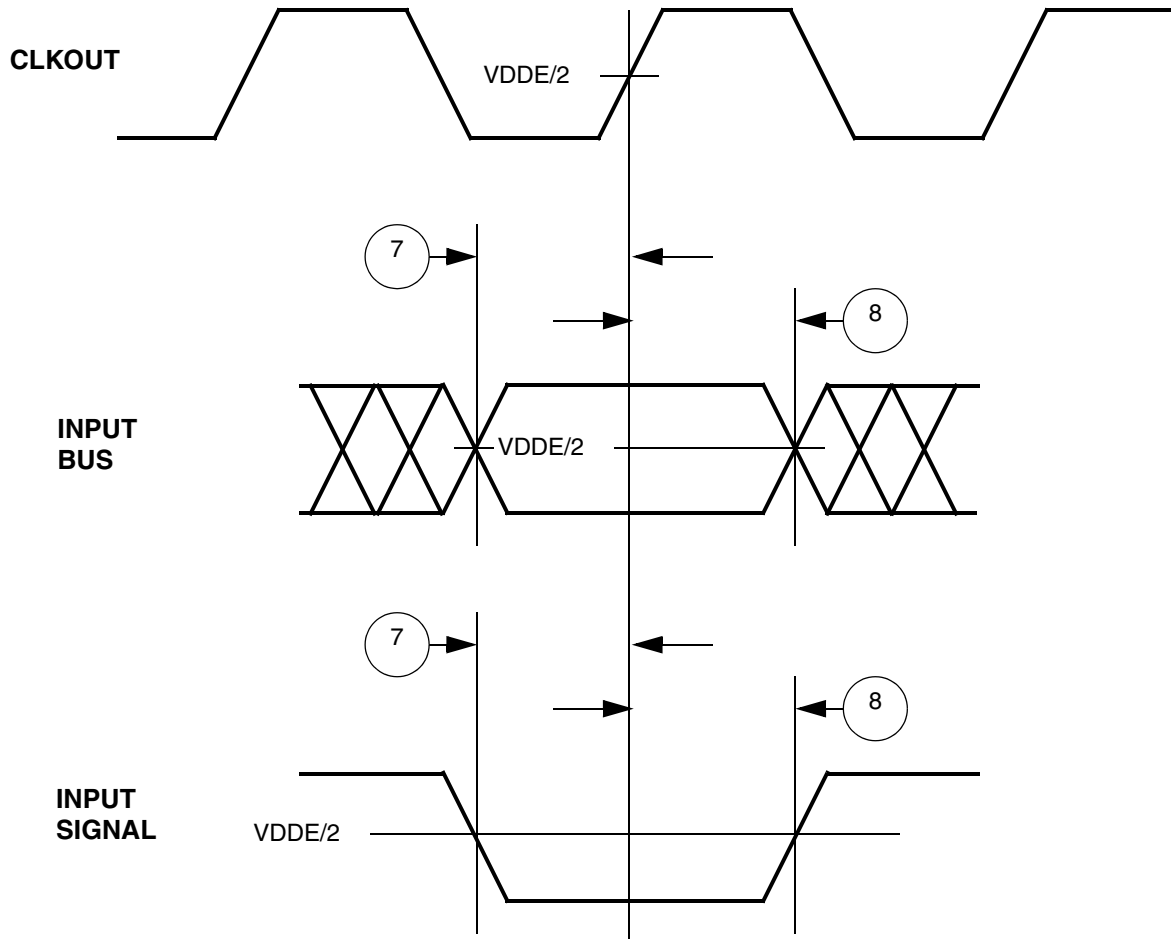 CLKOUT
VDDE/2
7
8
INPUT
BUS
VDDE/2
7
8
INPUT
SIGNAL
VDDE/2